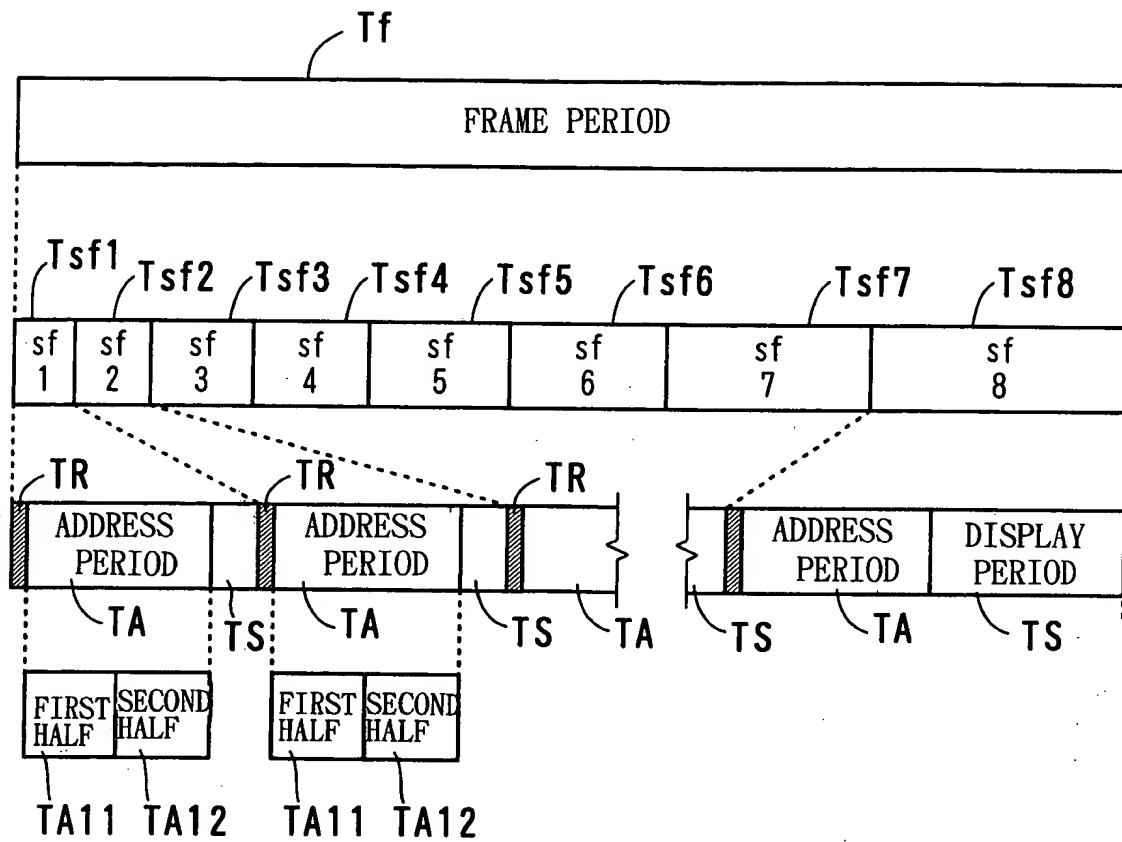 Tf
FRAME PERIOD
Tsf1
Tsf2
Tsf3
Tsf4
Tsf5
Tsf6
Tsf7
Tsf8
sf
1
sf
2
sf
3
sf
4
sf
5
sf
6
sf
7
sf
8
TR
TR
TR
ADDRESS
PERIOD
ADDRESS
PERIOD
ADDRESS
PERIOD
DISPLAY
PERIOD
TA
TS
TA
TS
TA
TS
TA
TS
FIRST
HALF
SECOND
HALF
FIRST
HALF
SECOND
HALF
TA11
TA12
TA11
TA12